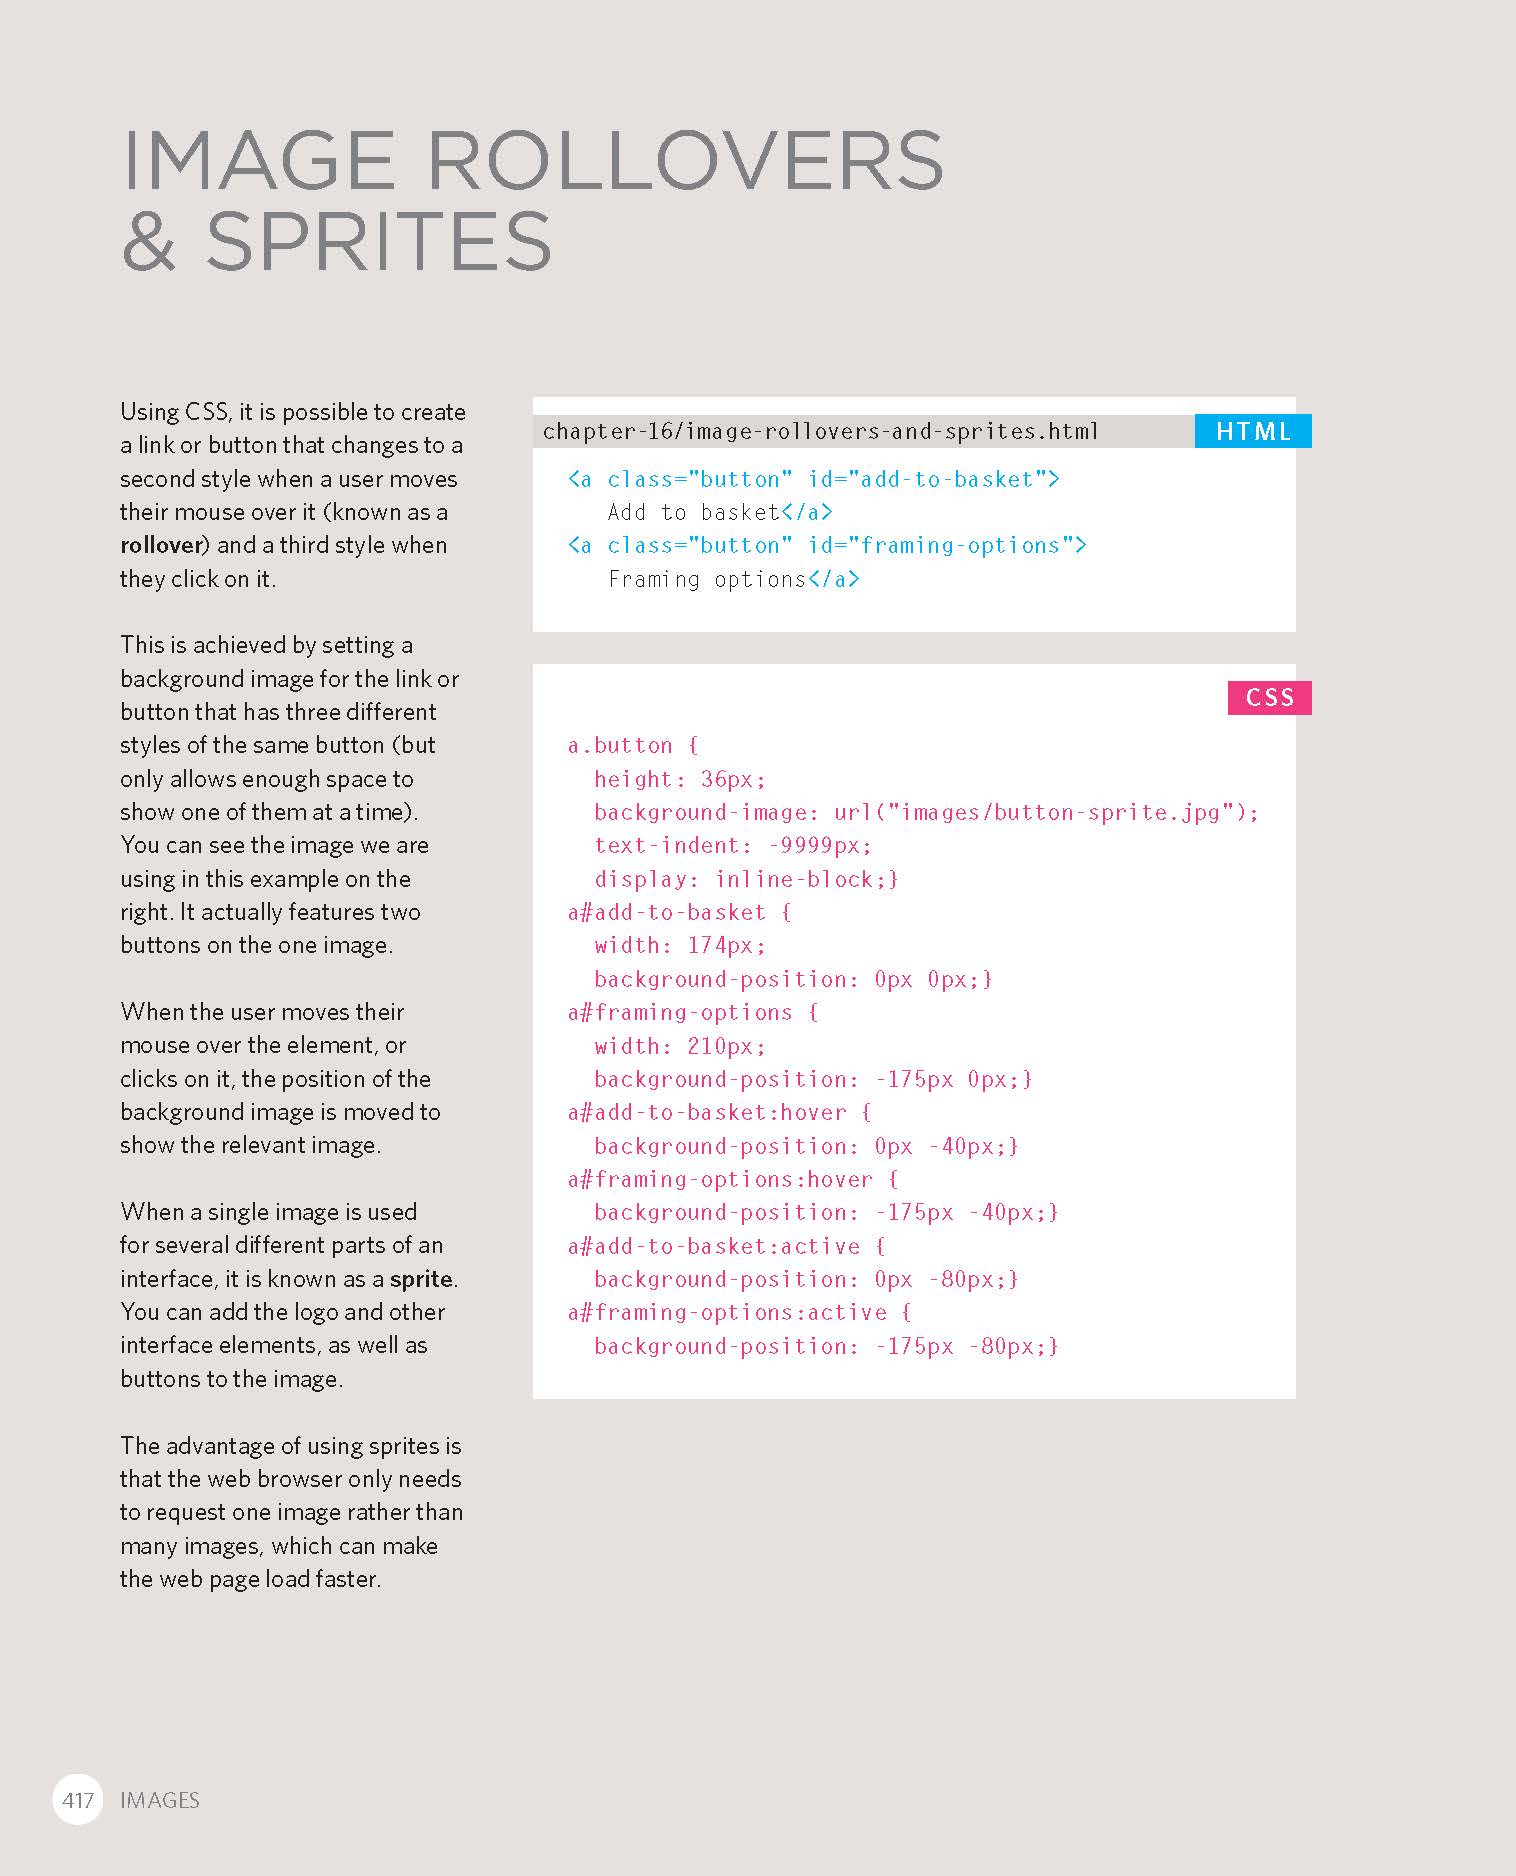 IMAGE ROLLOVERS
& SPRITES
Using CSS, it is possible to create
a link or button that changes to a
second style when a user moves
their mouse over it (known as a
rollover) and a third style when
they click on it.
This is achieved by setting a
background image for the link or
button that has three different
styles of the same button (but
only allows enough space to
show one of them at a time).
You can see the image we are
using in this example on the
right. It actually features two
buttons on the one image.
When the user moves their
mouse over the element, or
clicks on it, the position of the
background image is moved to
show the relevant image.
When a single image is used
for several different parts of an
interface, it is known as a sprite.
You can add the logo and other
interface elements, as well as
buttons to the image.
The advantage of using sprites is
that the web browser only needs
to request one image rather than
many images, which can make
the web page load faster.
chapter-16/image-rollovers-and-sprites.html
HTML
<a class="button" id="add-to-basket">
Add to basket</a>
<a class="button" id="framing-options">
Framing options</a>
CSS
a.button {
height: 36px;
background-image: url("images/button-sprite.jpg");
text-indent: -9999px;
display: inline-block;}
a#add-to-basket {
width: 174px;
background-position: 0px 0px;}
a#framing-options {
width: 210px;
background-position: -175px 0px;}
a#add-to-basket:hover {
background-position: 0px -40px;}
a#framing-options:hover {
background-position: -175px -40px;}
a#add-to-basket:active {
background-position: 0px -80px;}
a#framing-options:active {
background-position: -175px -80px;}
417 IMAGES